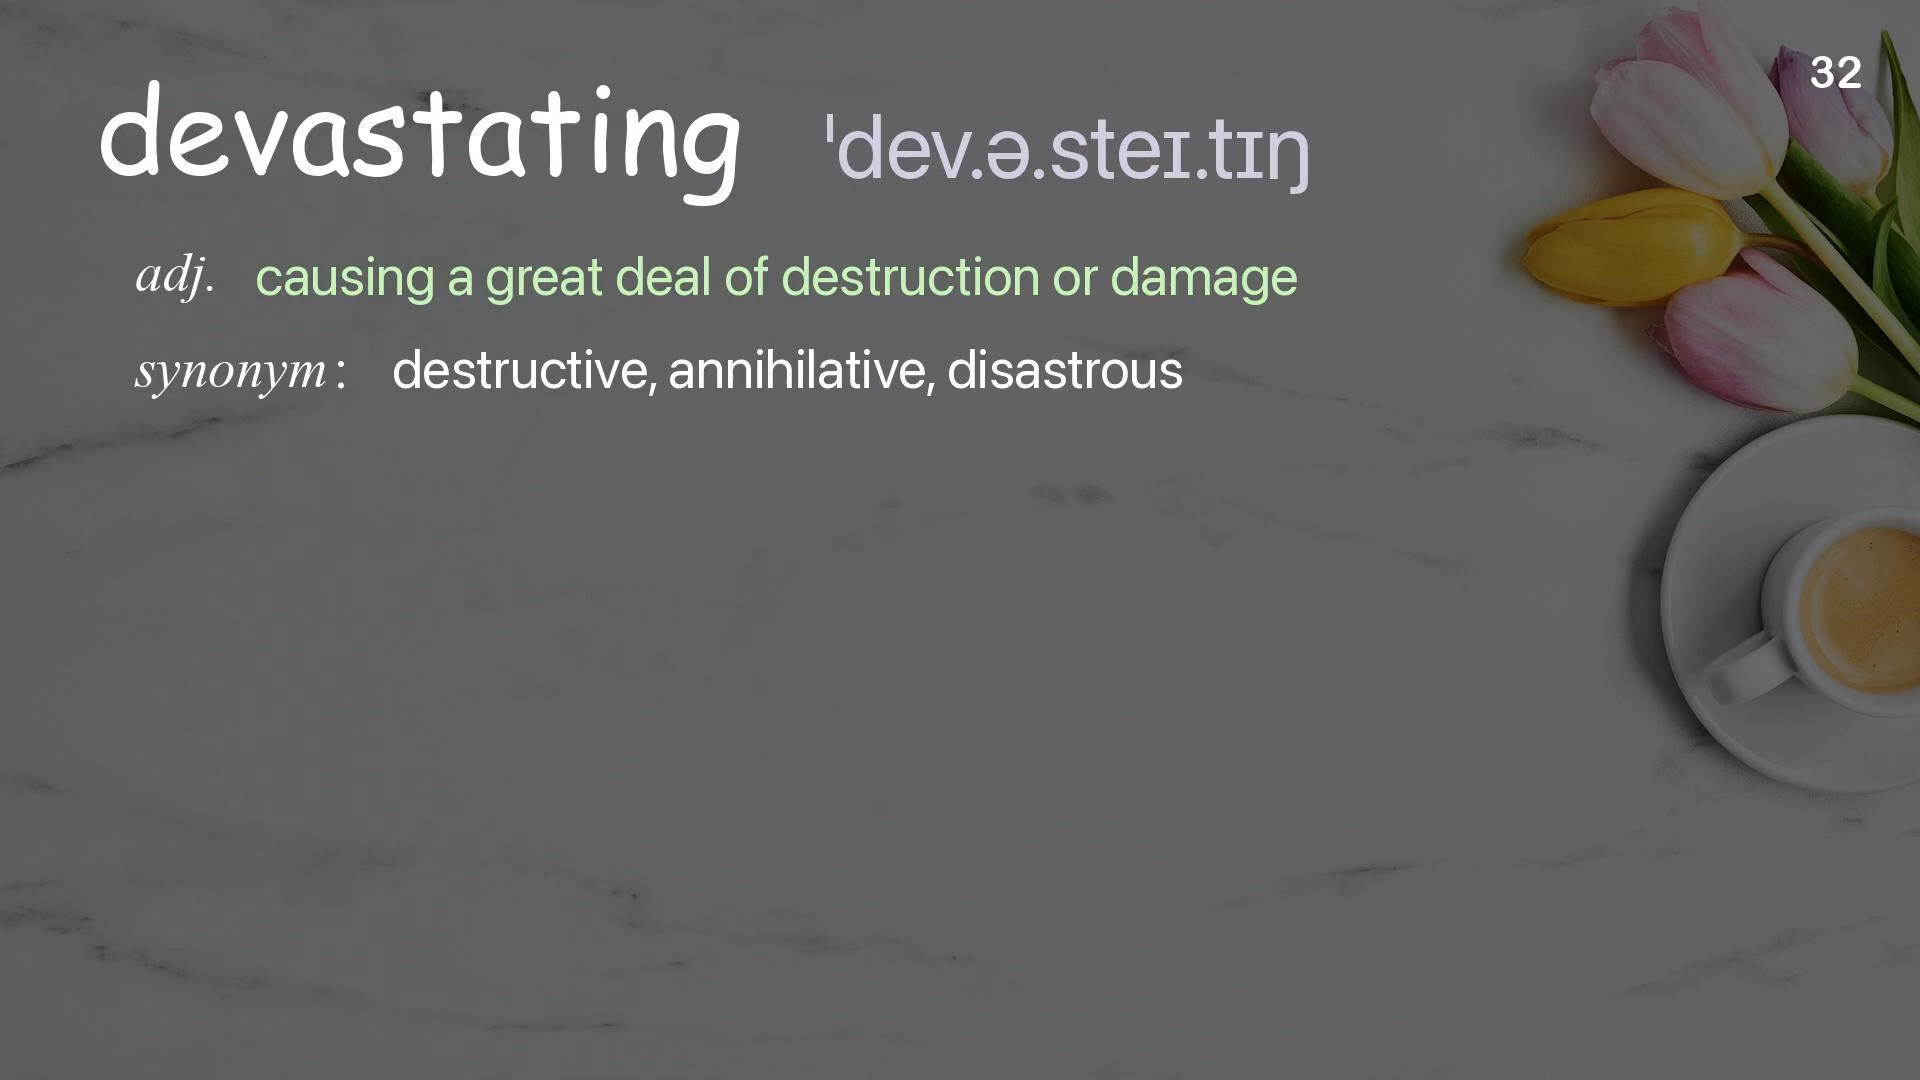 32
devastating ˈdev.ə.steɪ.tɪŋ
adj. causing a great deal of destruction or damage
synonym : destructive, annihilative, disastrous